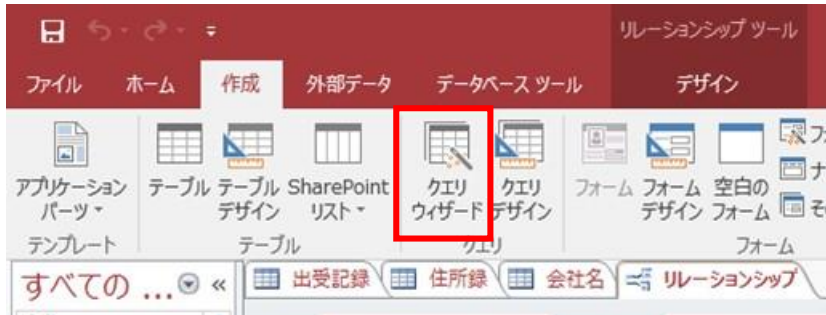 リレーションシップ ツール
ファイル ホーム 作成 外部データ データベース ツール デザイン
アプリケーション パーツ テーブル テーブル デザイン SharePoint リスト クエリ ウィザード クエリ デザイン フォーム フォーム デザイン 空白の フォーム
テンプレート テーブル クエリ フォーム
すべての ... « 出受記録 住所録 会社名 リレーションシップ